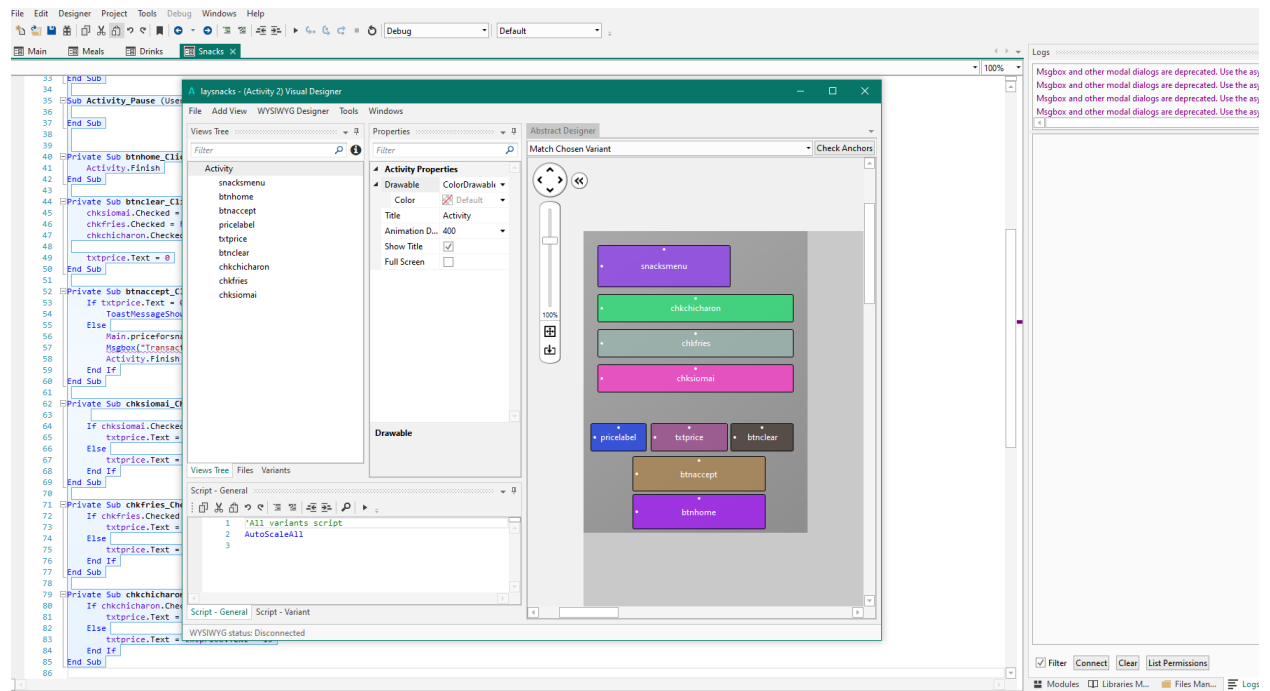 File Edit Designer Project Tools Debug Windows Help
Debug Default
Main Meals Drinks Snacks
100%
33 End Sub
34
35 Sub Activity_Pause (User
36
37 End Sub
38
39
40 Private Sub btnhome_Cli
41 Activity.Finish
42 End Sub
43
44 Private Sub btnclear_Cli
45 chksiomai.Checked =
46 chkfries.Checked =
47 chkchicharon.Checked
48
49 txtprice.Text = 0
50 End Sub
51
52 Private Sub btnaccept_C
53 If txtprice.Text =
54 ToastMessageShow
55 Else
56 Main.priceforsna
57 Msgbox("Transact
58 Activity.Finish
59 End If
60 End Sub
61
62 Private Sub chksiomai_Ch
63
64 If chksiomai.Checked
65 txtprice.Text =
66 Else
67 txtprice.Text =
68 End If
69 End Sub
70
71 Private Sub chkfries_Che
72 If chkfries.Checked
73 txtprice.Text =
74 Else
75 txtprice.Text =
76 End If
77 End Sub
78
79 Private Sub chkchicharon
80 If chkchicharon.Chec
81 txtprice.Text =
82 Else
83 txtprice.Text =
84 End If
85 End Sub
86
A laysnacks - (Activity 2) Visual Designer
File Add View WYSIWYG Designer Tools Windows
Views Tree
Filter
Activity
snacksmenu
btnhome
btnaccept
pricelabel
txtprice
btnclear
chkchicharon
chkfries
chksiomai
Views Tree Files Variants
Properties
Filter
Activity Properties
Drawable ColorDrawable
Color Default
Title Activity
Animation D... 400
Show Title
Full Screen
Drawable
Script - General
1 'All variants script
2 AutoScaleAll
3
Script - General Script - Variant
WYSIWYG status: Disconnected
Abstract Designer
Match Chosen Variant Check Anchors
100%
snacksmenu
chkchicharon
chkfries
chksiomai
pricelabel txtprice btnclear
btnaccept
btnhome
Logs
Msgbox and other modal dialogs are deprecated. Use the asy
Msgbox and other modal dialogs are deprecated. Use the asy
Msgbox and other modal dialogs are deprecated. Use the asy
Msgbox and other modal dialogs are deprecated. Use the asy
Filter Connect Clear List Permissions
Modules Libraries M... Files Man... Logs